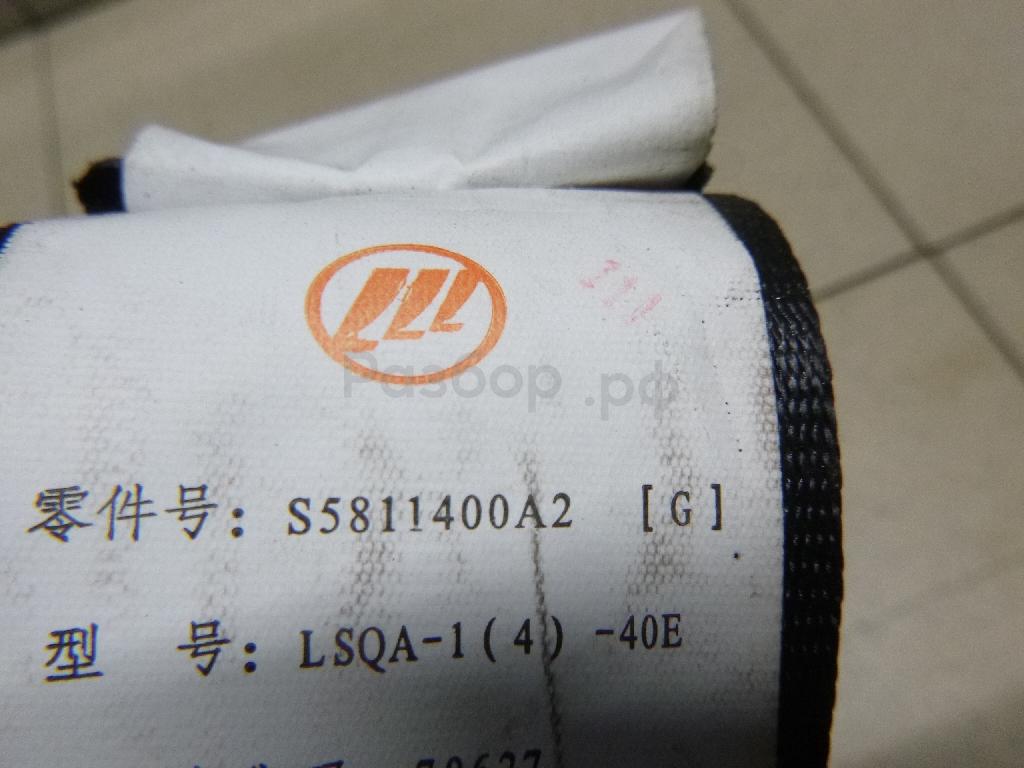 Разбор.рф
零件号: S5811400A2 [G]
型 号: LSQA-1(4)-40E